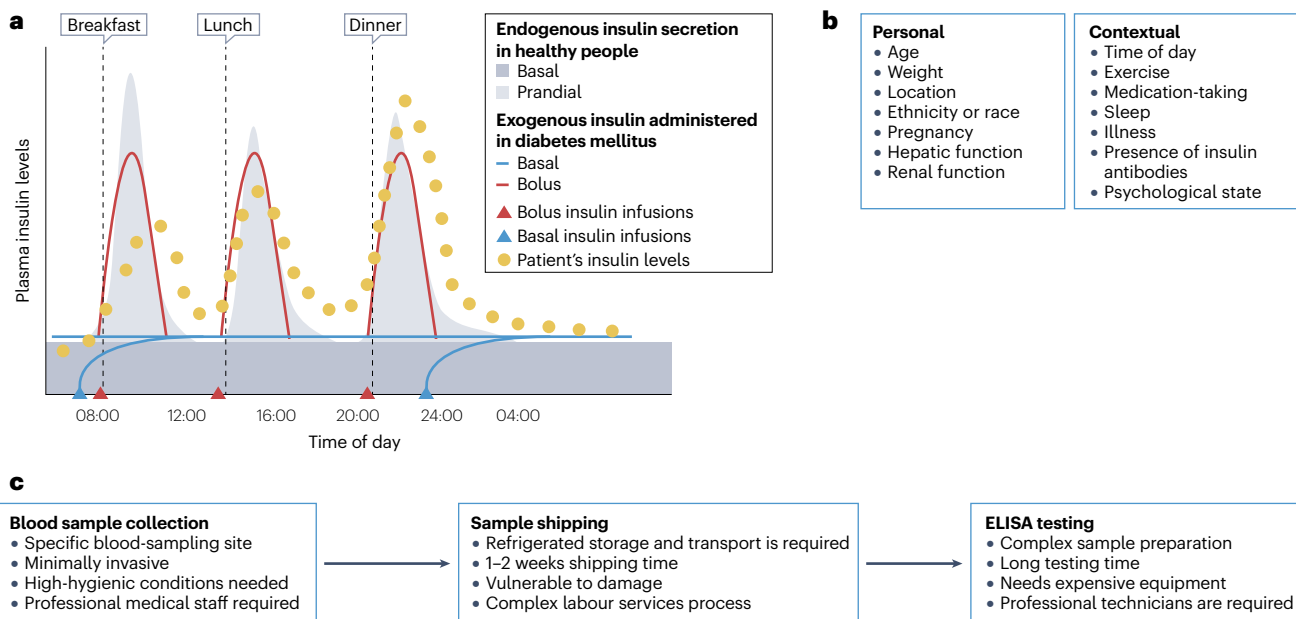 a
Breakfast
Lunch
Dinner
Plasma insulin levels
08:00
12:00
16:00
20:00
24:00
04:00
Time of day
Endogenous insulin secretion
in healthy people
Basal
Prandial
Exogenous insulin administered
in diabetes mellitus
Basal
Bolus
Bolus insulin infusions
Basal insulin infusions
Patient's insulin levels
b
Personal
• Age
• Weight
• Location
• Ethnicity or race
• Pregnancy
• Hepatic function
• Renal function
Contextual
• Time of day
• Exercise
• Medication-taking
• Sleep
• Illness
• Presence of insulin
antibodies
• Psychological state
c
Blood sample collection
• Specific blood-sampling site
• Minimally invasive
• High-hygienic conditions needed
• Professional medical staff required
Sample shipping
• Refrigerated storage and transport is required
• 1–2 weeks shipping time
• Vulnerable to damage
• Complex labour services process
ELISA testing
• Complex sample preparation
• Long testing time
• Needs expensive equipment
• Professional technicians are required